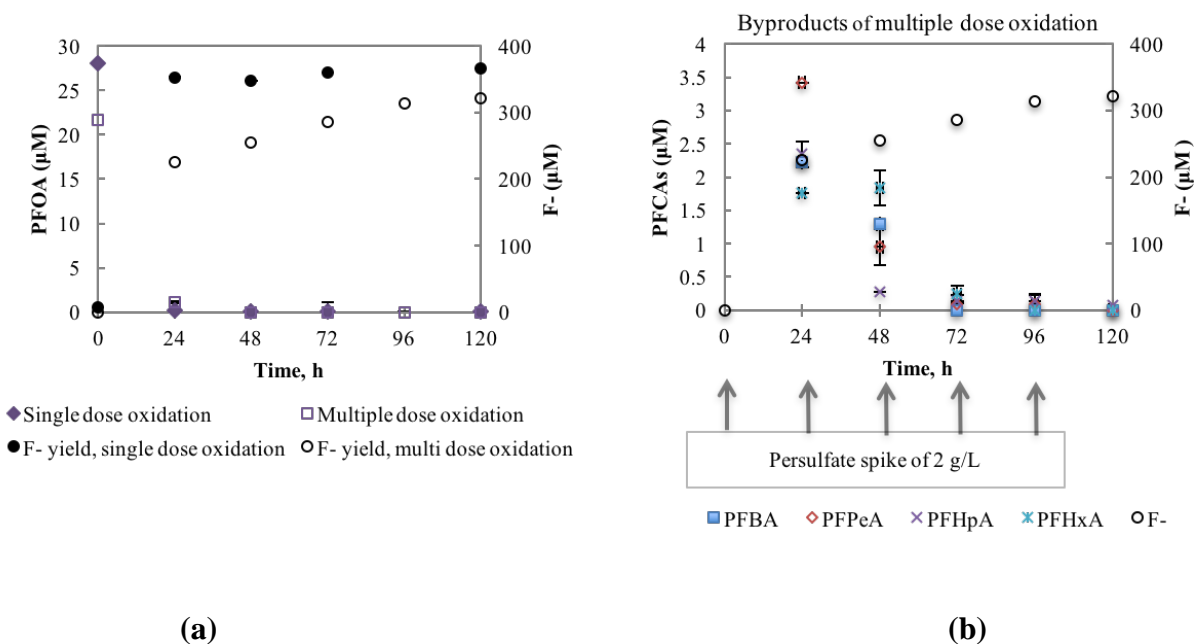 30
25
20
15
10
5
0
PFOA (µM)
400
300
200
100
0
F- (µM)
0 24 48 72 96 120
Time, h
Single dose oxidation Multiple dose oxidation
F- yield, single dose oxidation F- yield, multi dose oxidation
(a)
Byproducts of multiple dose oxidation
4
3.5
3
2.5
2
1.5
1
0.5
0
PFCAs (µM)
400
300
200
100
0
F- (µM)
0 24 48 72 96 120
Time, h
Persulfate spike of 2 g/L
PFBA PFPeA PFHpA PFHxA F-
(b)